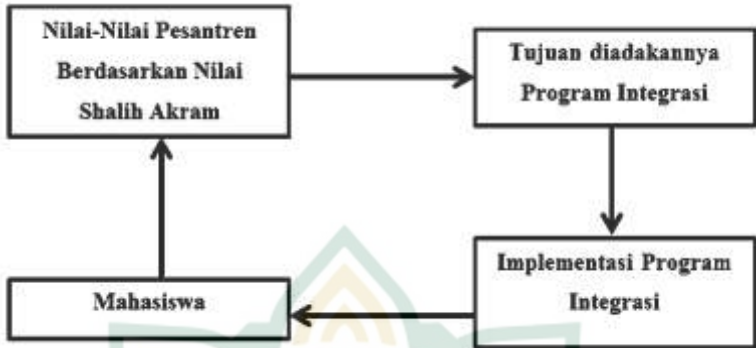 Nilai-Nilai Pesantren
Berdasarkan Nilai
Shalih Akram
Tujuan diadakannya
Program Integrasi
Implementasi Program
Integrasi
Mahasiswa